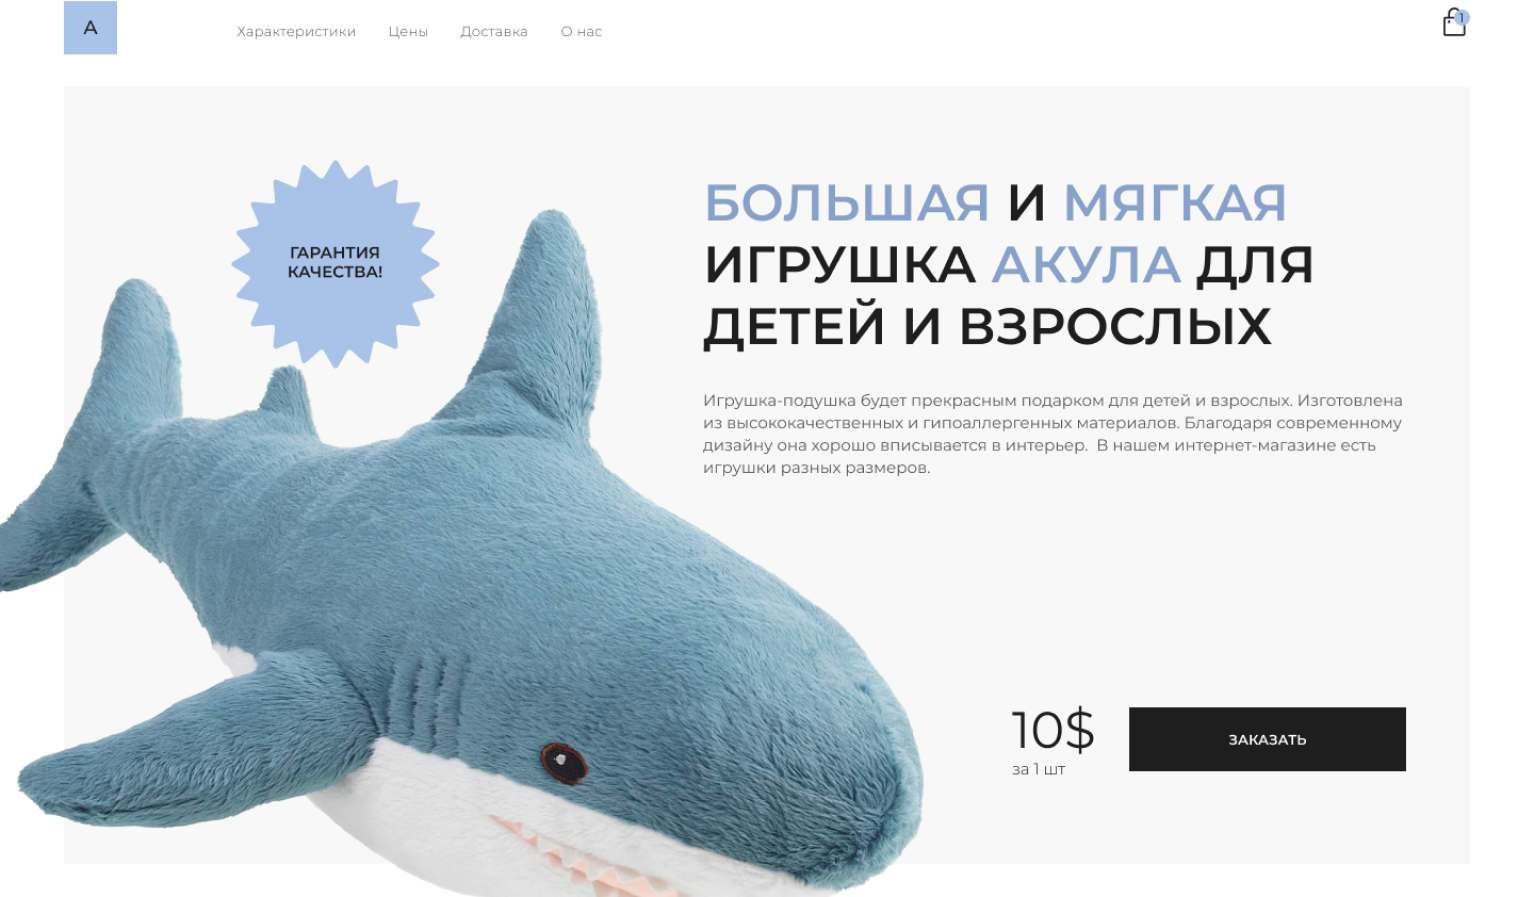 А
Характеристики Цены Доставка О нас
1
ГАРАНТИЯ
КАЧЕСТВА!
БОЛЬШАЯ И МЯГКАЯ
ИГРУШКА АКУЛА ДЛЯ
ДЕТЕЙ И ВЗРОСЛЫХ
Игрушка-подушка будет прекрасным подарком для детей и взрослых. Изготовлена
из высококачественных и гипоаллергенных материалов. Благодаря современному
дизайну она хорошо вписывается в интерьер. В нашем интернет-магазине есть
игрушки разных размеров.
10$
за 1 шт
ЗАКАЗАТЬ